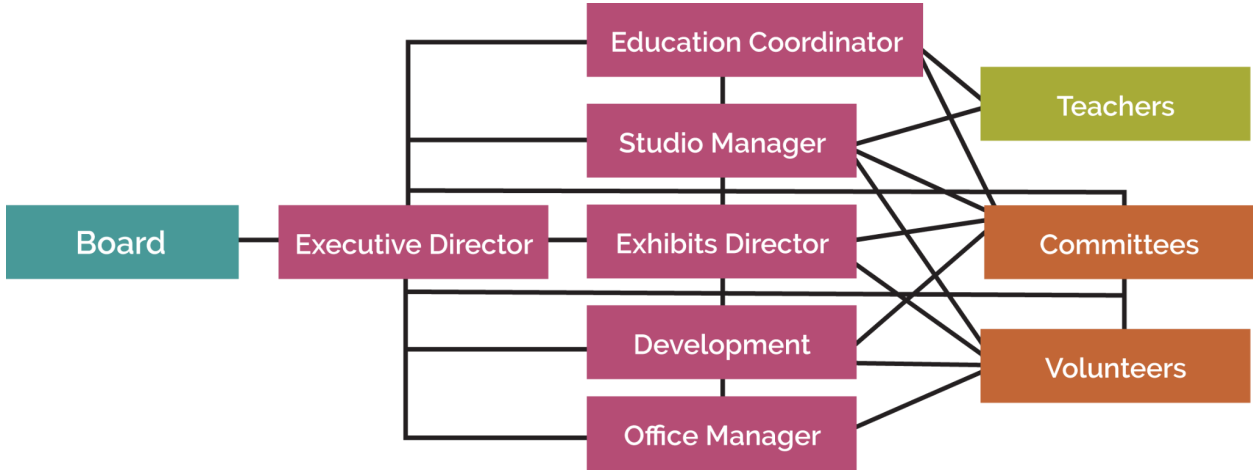 Education Coordinator
Teachers
Studio Manager
Board
Executive Director
Exhibits Director
Committees
Development
Volunteers
Office Manager